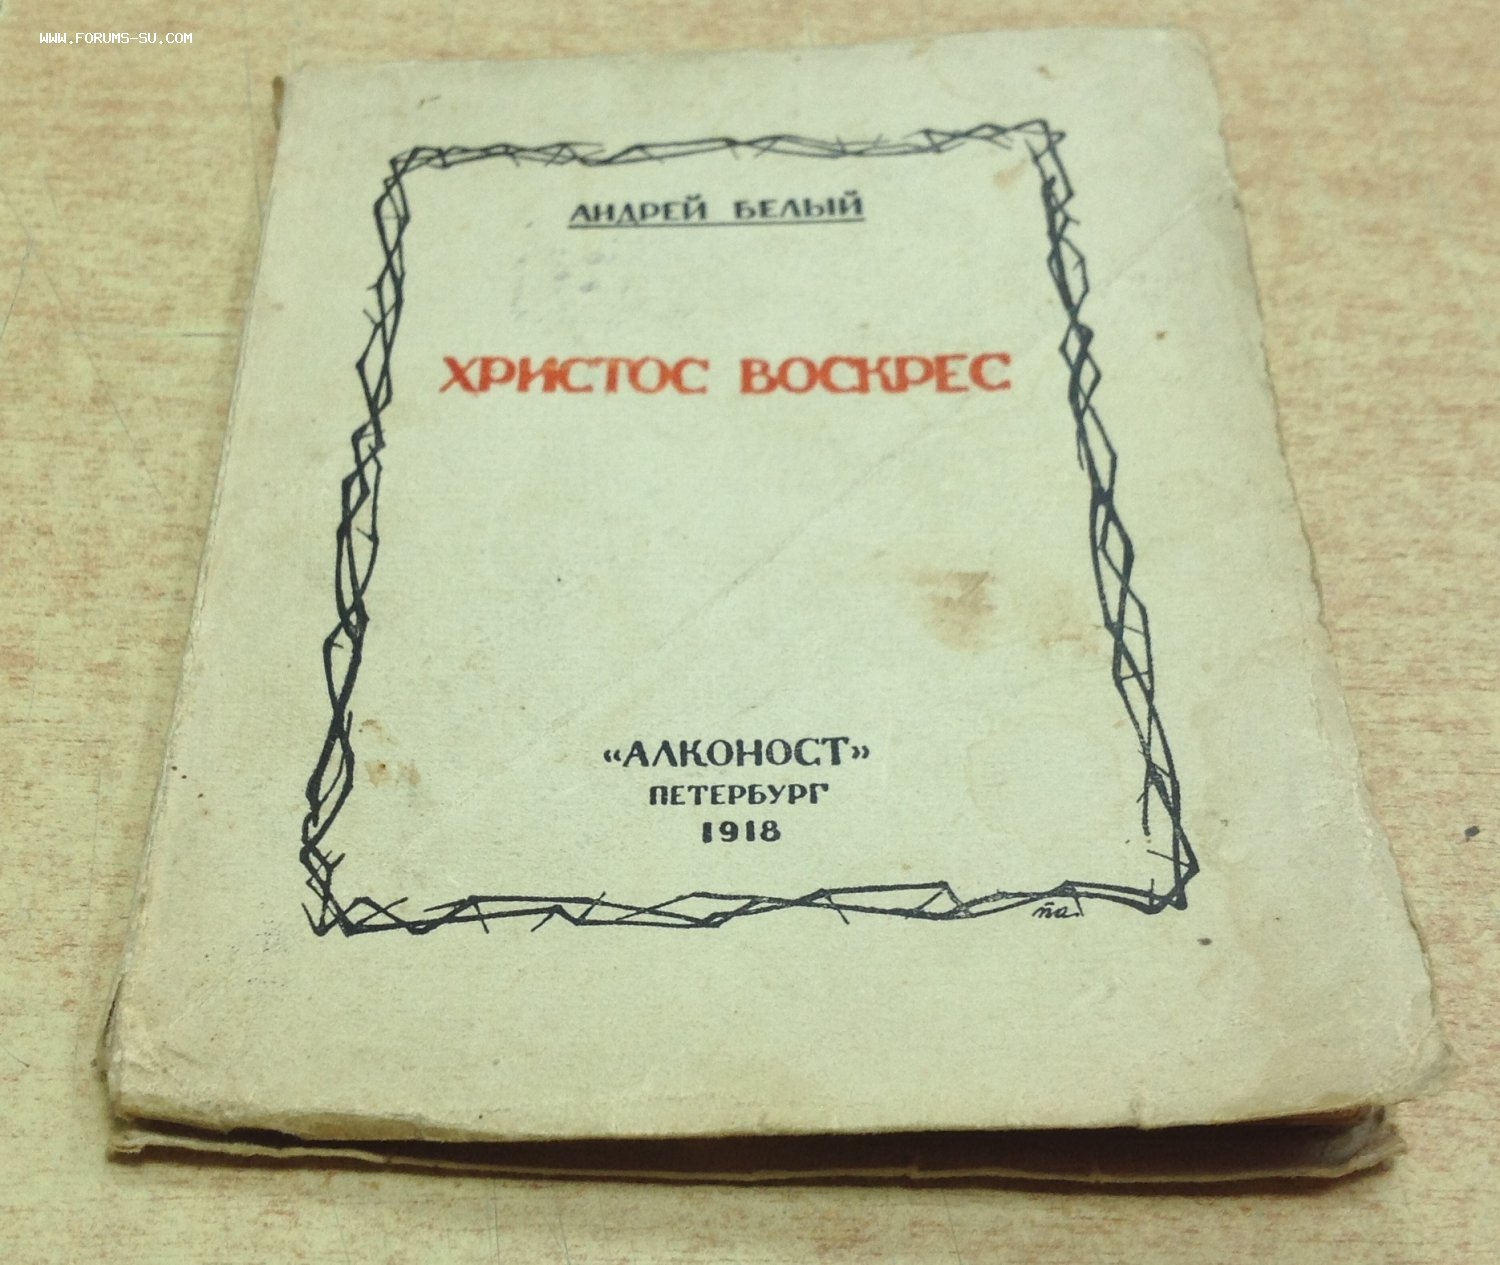 WWW.FORUMS-SU.COM
АНДРЕЙ БЕЛЫЙ
ХРИСТОС ВОСКРЕС
«АЛКОНОСТ»
ПЕТЕРБУРГ
1918